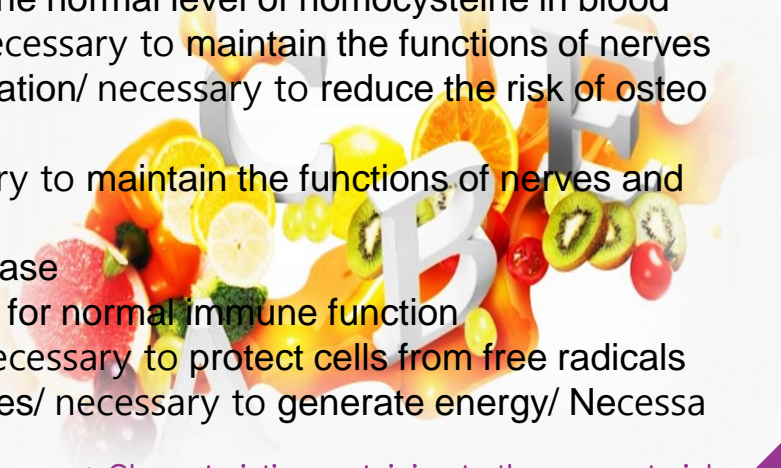 he normal level of homocysteine in blood
ecessary to maintain the functions of nerves
ation/ necessary to reduce the risk of osteo
ry to maintain the functions of nerves and
ase
for normal immune function
ecessary to protect cells from free radicals
es/ necessary to generate energy/ Necessa
C
E
B
A